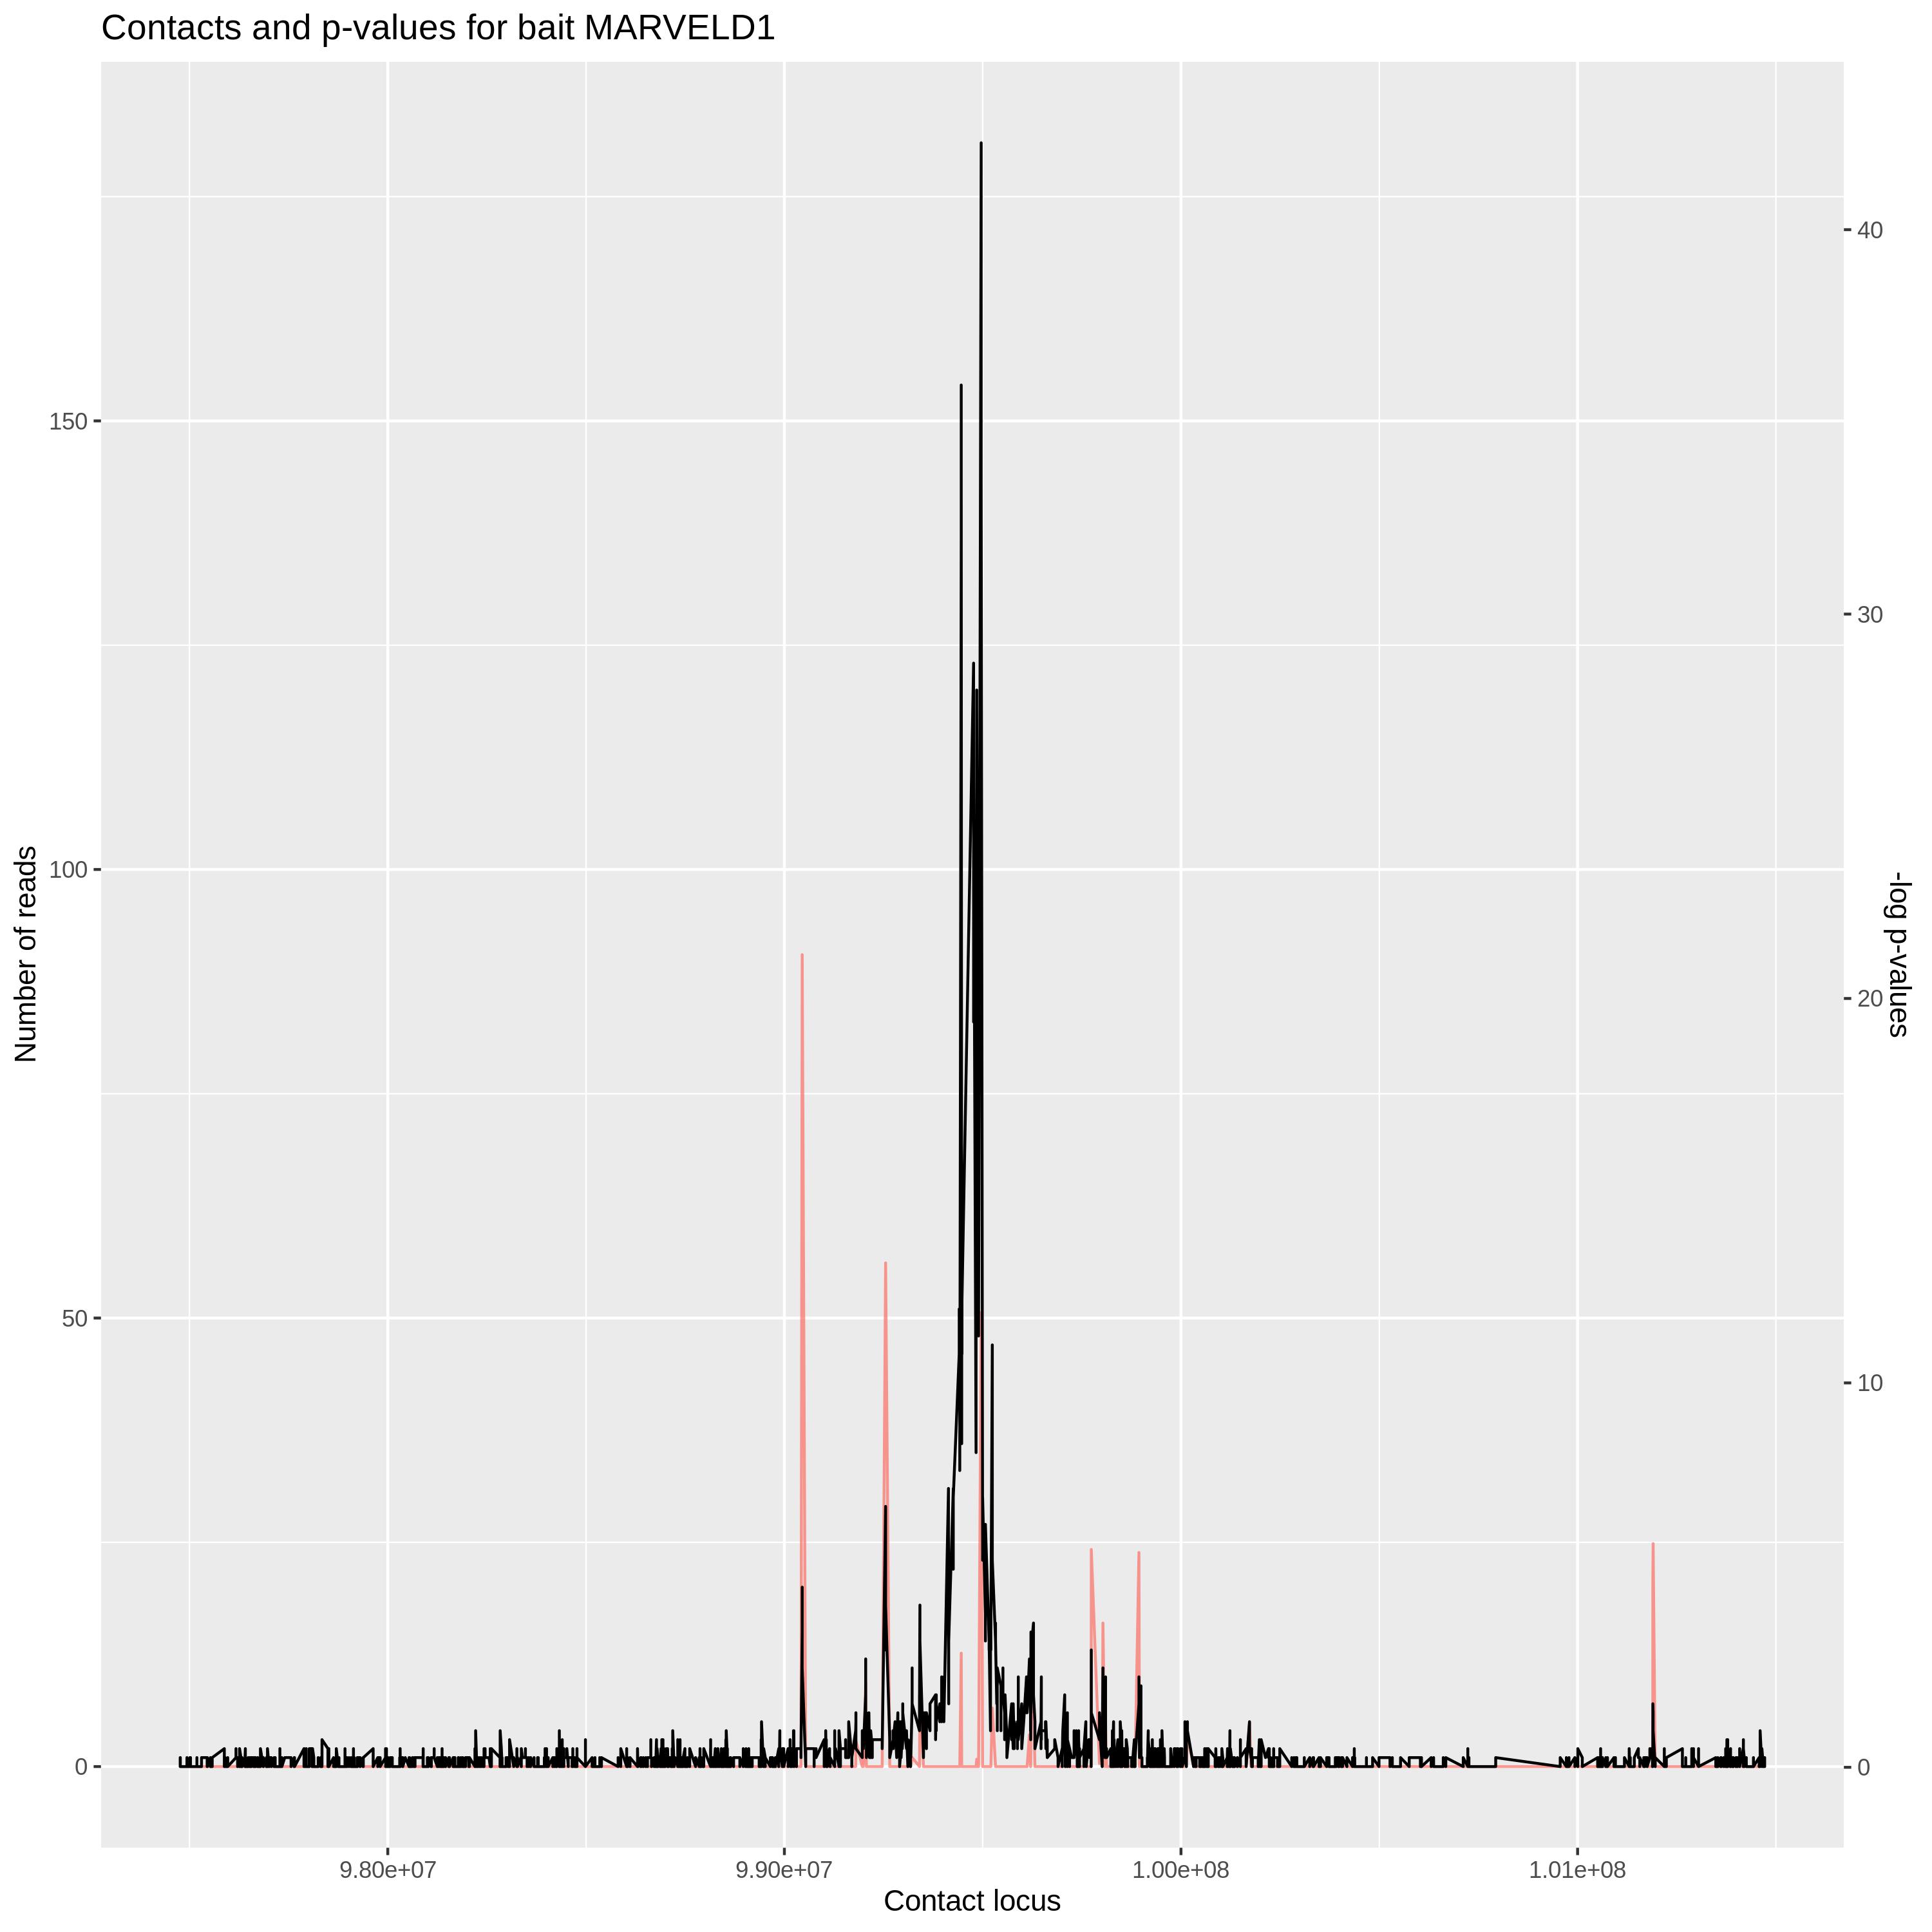 Contacts and p-values for bait MARVELD1
Number of reads
150
100
50
0
40
30
20
10
0
-log p-values
9.80e+07
9.90e+07
1.00e+08
1.01e+08
Contact locus